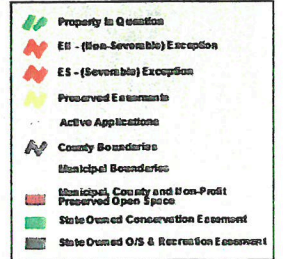 Property in Question
EN - (Non-Severable) Exception
ES - (Severable) Exception
Preserved Easements
Active Applications
County Boundaries
Municipal Boundaries
Municipal, County and Non-Profit
Preserved Open Space
State Owned Conservation Easement
State Owned O/S & Recreation Easement